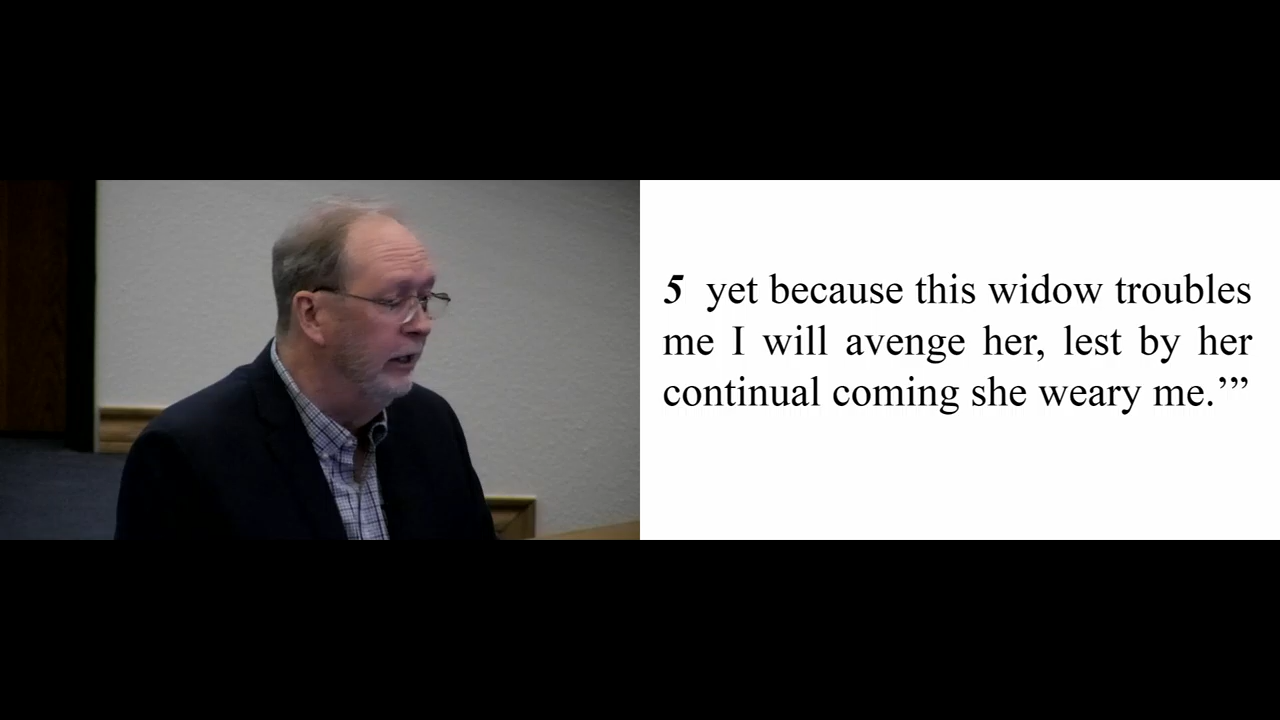 5 yet because this widow troubles
me I will avenge her, lest by her
continual coming she weary me.’”